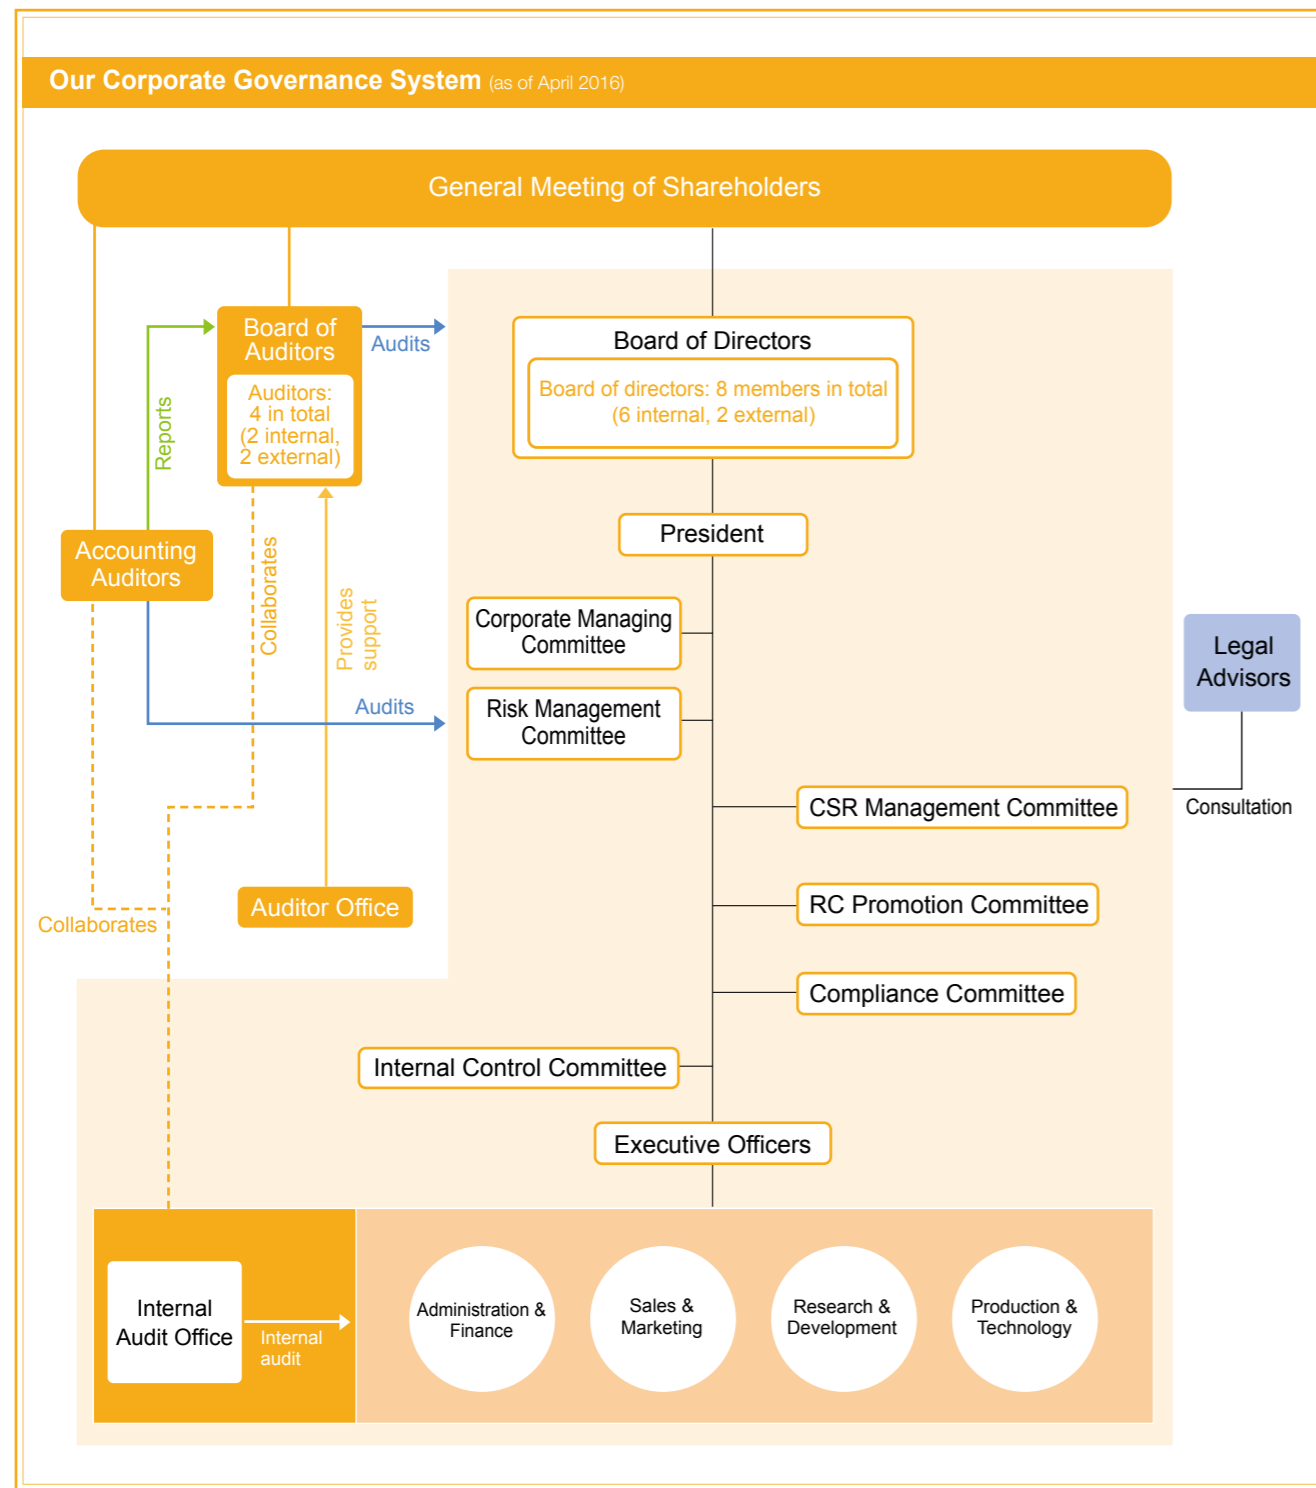 Our Corporate Governance System (as of April 2016)
General Meeting of Shareholders
Board of
Auditors
Auditors:
4 in total
(2 internal,
2 external)
Audits
Board of Directors
Board of directors: 8 members in total
(6 internal, 2 external)
Reports
Accounting
Auditors
Collaborates
Provides
support
President
Corporate Managing
Committee
Risk Management
Committee
Audits
Legal
Advisors
Consultation
CSR Management Committee
RC Promotion Committee
Compliance Committee
Auditor Office
Collaborates
Internal Control Committee
Executive Officers
Internal
Audit Office
Internal
audit
Administration &
Finance
Sales &
Marketing
Research &
Development
Production &
Technology